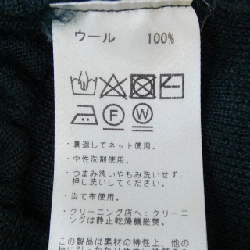 ウール 100%
F W
・裏返してネット使用。
・中性洗剤使用。
・つまみ洗いやもみ洗いせず、
押し洗いしてください。
・当て布使用。
・クリーニング店へ：クリーニ
ングは静止乾燥機能使。
この製品は素材の特性上、他の